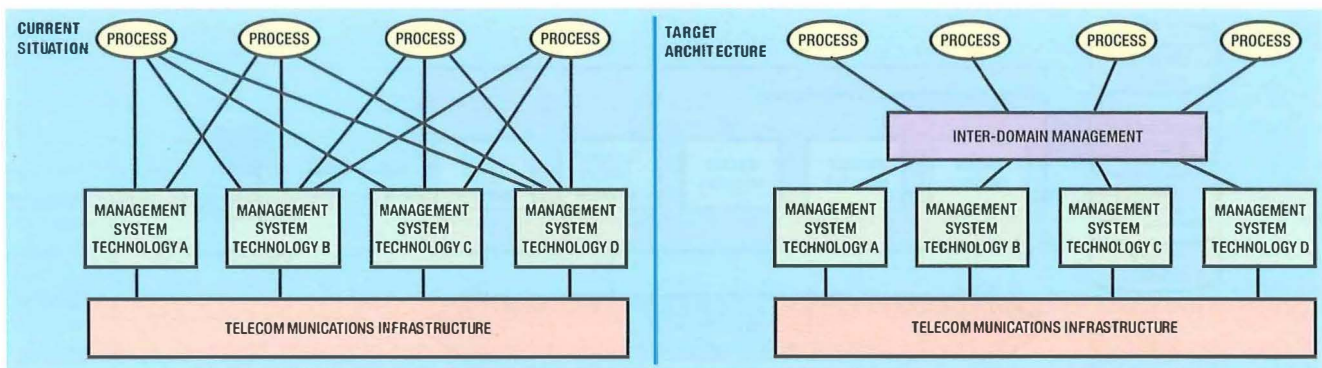 CURRENT
SITUATION
PROCESS
PROCESS
PROCESS
PROCESS
MANAGEMENT
SYSTEM
TECHNOLOGY A
MANAGEMENT
SYSTEM
TECHNOLOGY B
MANAGEMENT
SYSTEM
TECHNOLOGY C
MANAGEMENT
SYSTEM
TECHNOLOGY D
TELECOMMUNICATIONS INFRASTRUCTURE
TARGET
ARCHITECTURE
PROCESS
PROCESS
PROCESS
PROCESS
INTER-DOMAIN MANAGEMENT
MANAGEMENT
SYSTEM
TECHNOLOGY A
MANAGEMENT
SYSTEM
TECHNOLOGY B
MANAGEMENT
SYSTEM
TECHNOLOGY C
MANAGEMENT
SYSTEM
TECHNOLOGY D
TELECOMMUNICATIONS INFRASTRUCTURE